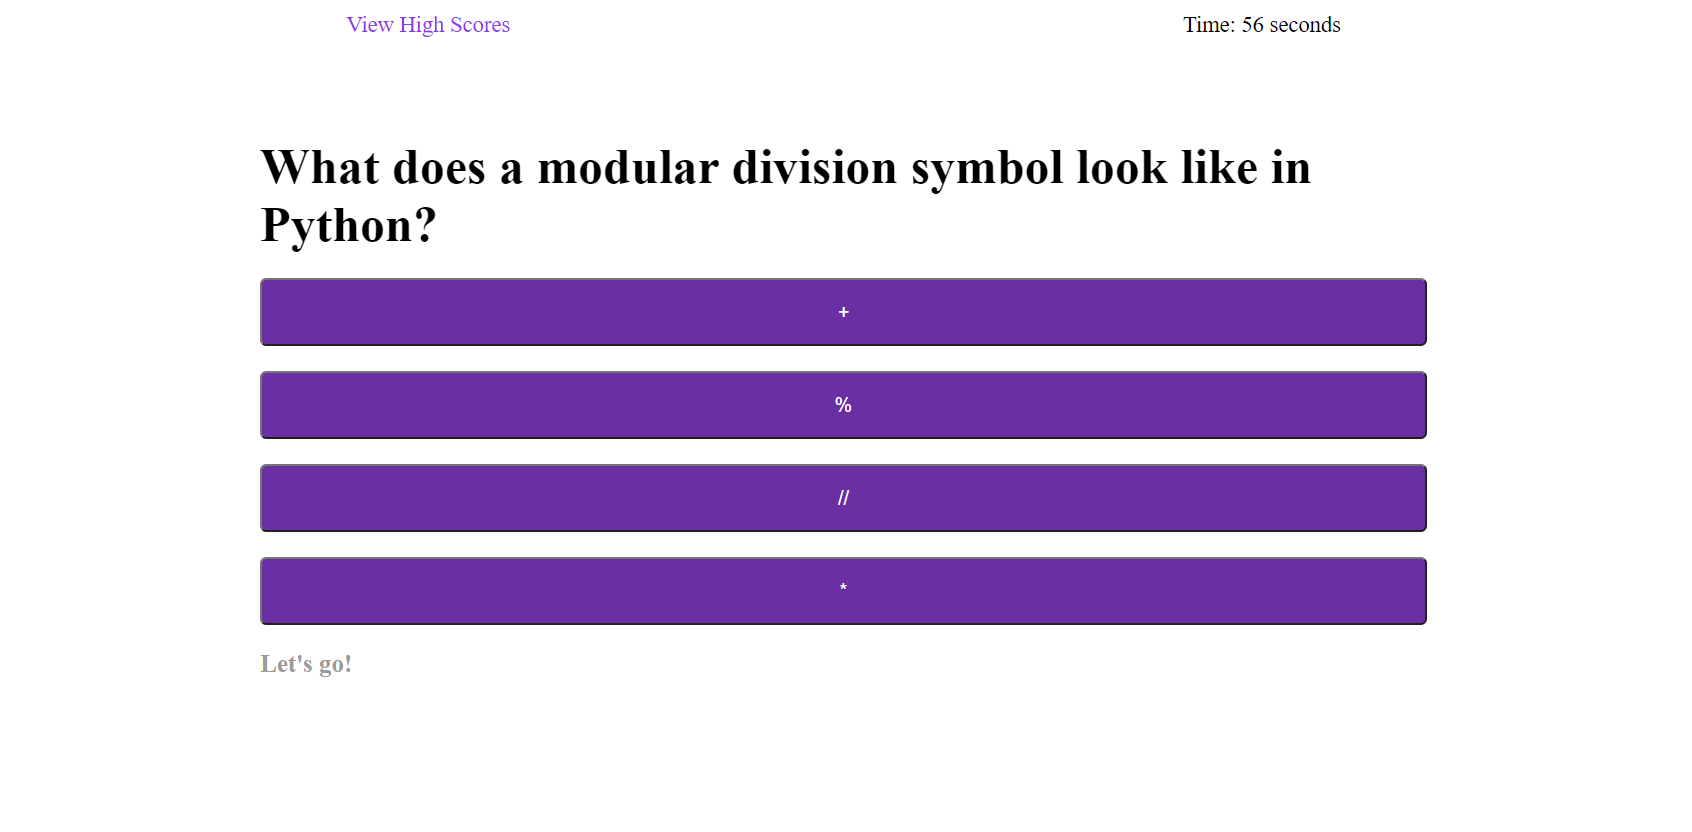 View High Scores
Time: 56 seconds
What does a modular division symbol look like in
Python?
+
%
//
*
Let's go!